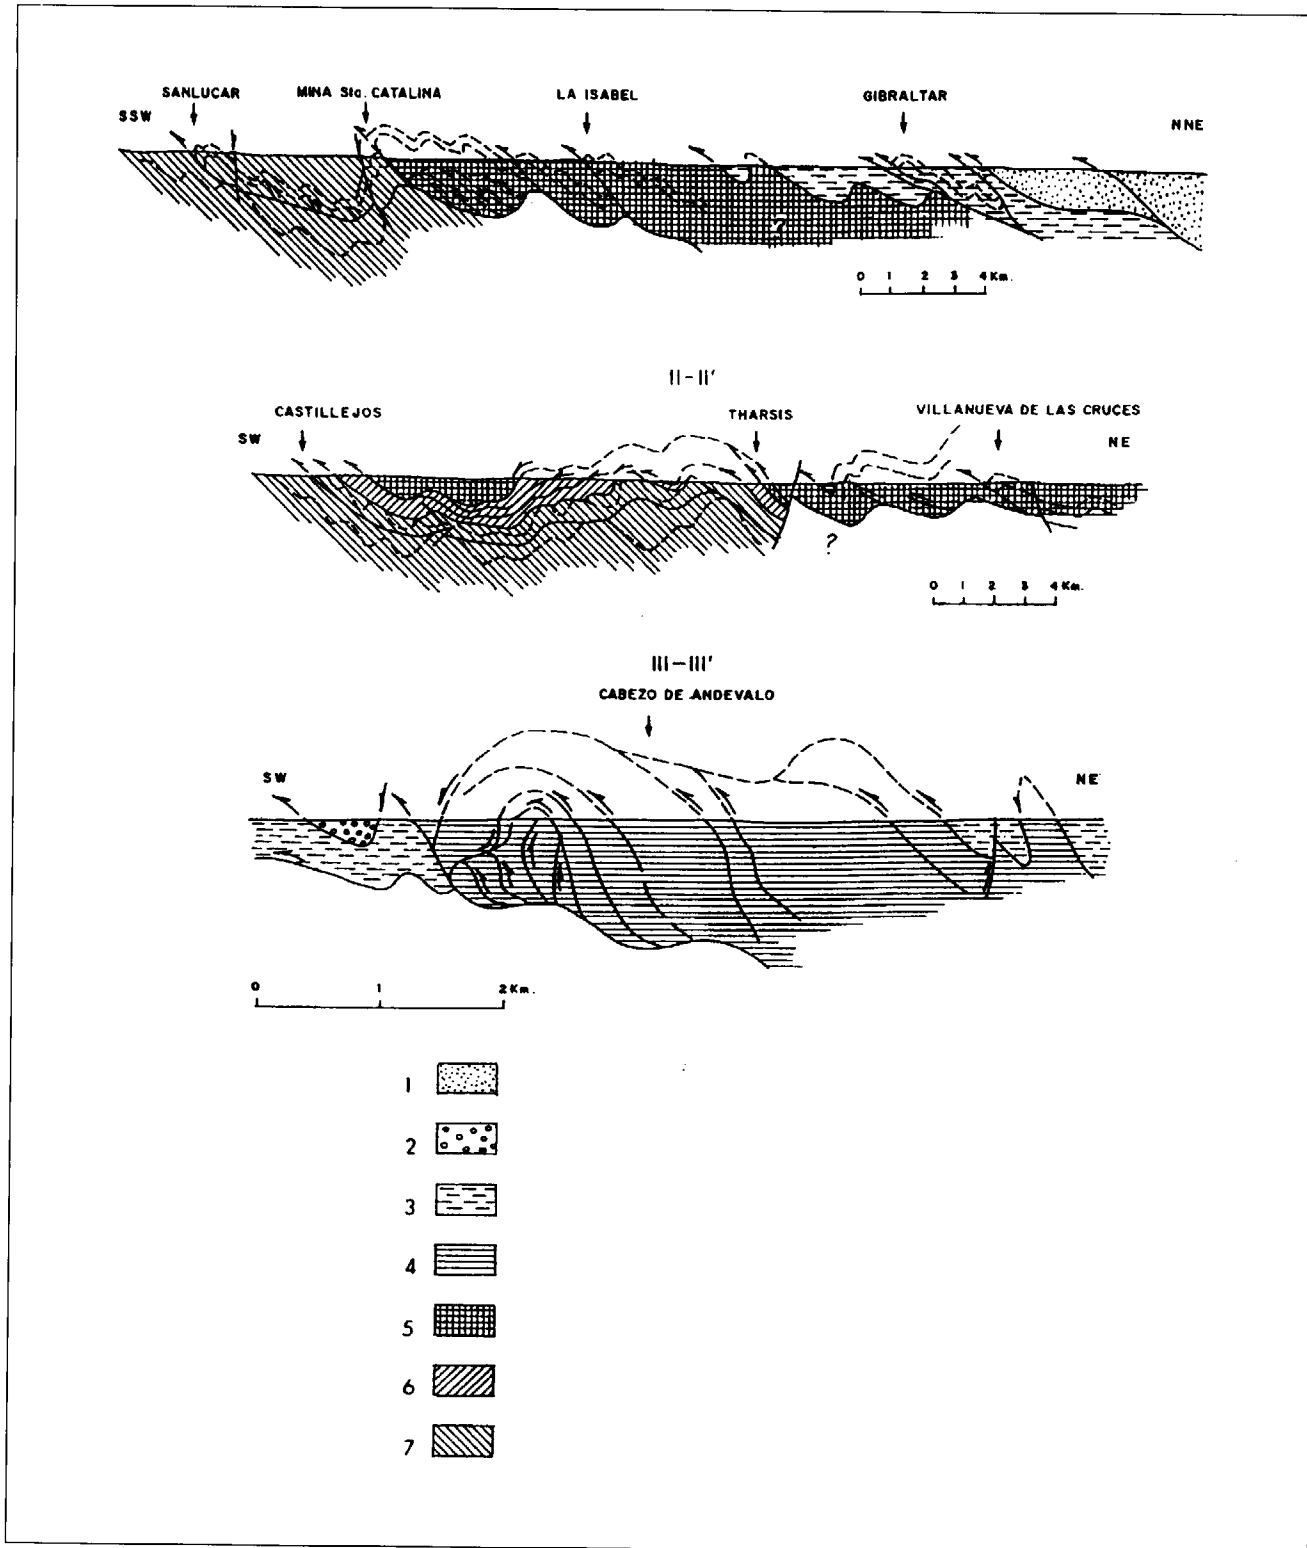 SANLUCAR MINA Sta. CATALINA LA ISABEL GIBRALTAR
SSW NNE
?
0 1 2 3 4 Km.
II-II'
CASTILLEJOS THARSIS VILLANUEVA DE LAS CRUCES
SW NE
?
0 1 2 3 4 Km.
III-III'
CABEZO DE ANDEVALO
SW NE
0 1 2 Km.
1
2
3
4
5
6
7